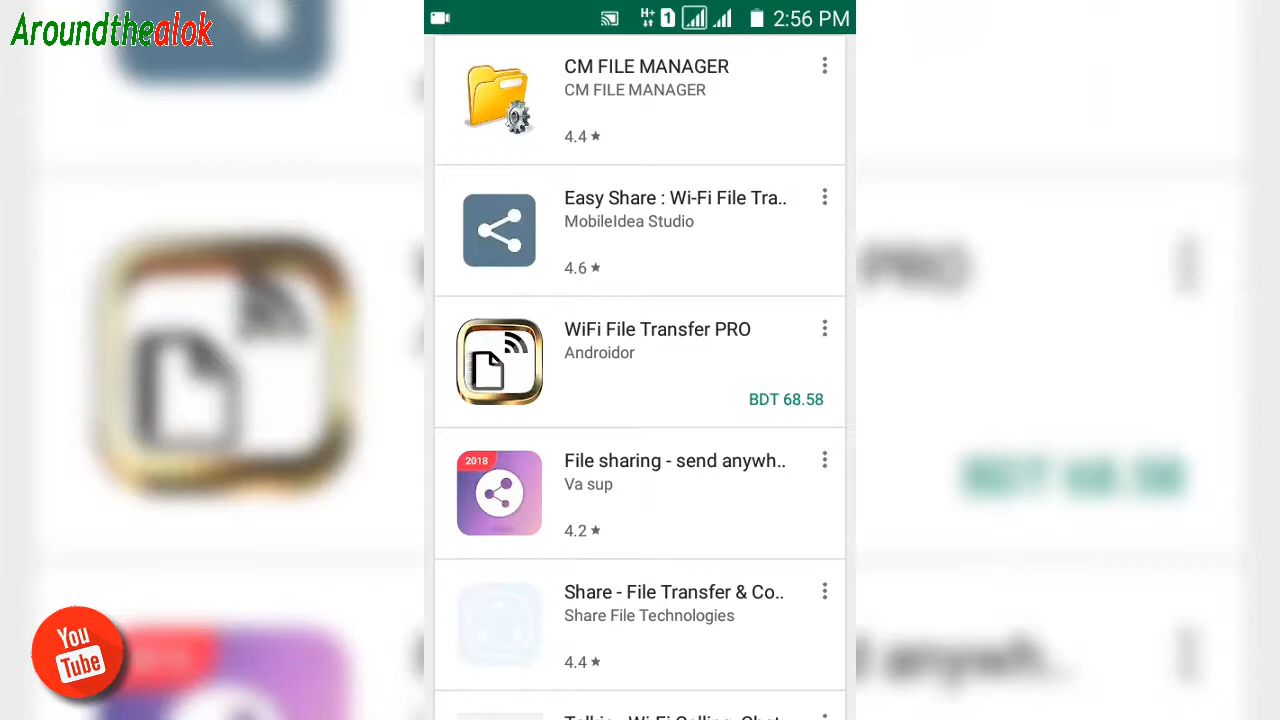 Aroundthealok
1
2:56 PM
CM FILE MANAGER
CM FILE MANAGER
4.4
Easy Share : Wi-Fi File Tra..
MobileIdea Studio
4.6
WiFi File Transfer PRO
Androidor
BDT 68.58
2018
File sharing - send anywh..
Va sup
4.2
Share - File Transfer & Co..
Share File Technologies
4.4
You
Tube